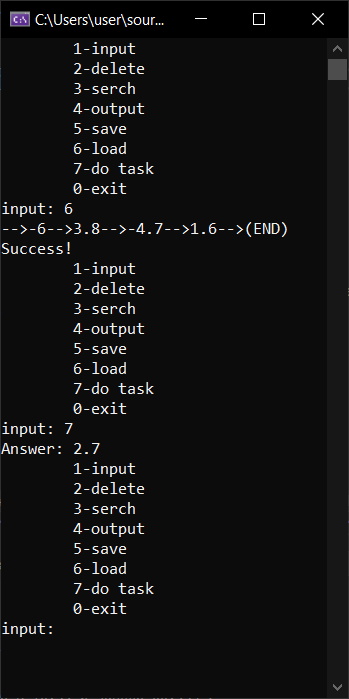 C:\Users\user\sour...
1-input
2-delete
3-serch
4-output
5-save
6-load
7-do task
0-exit
input: 6
-->-6-->3.8-->-4.7-->1.6-->(END)
Success!
1-input
2-delete
3-serch
4-output
5-save
6-load
7-do task
0-exit
input: 7
Answer: 2.7
1-input
2-delete
3-serch
4-output
5-save
6-load
7-do task
0-exit
input: